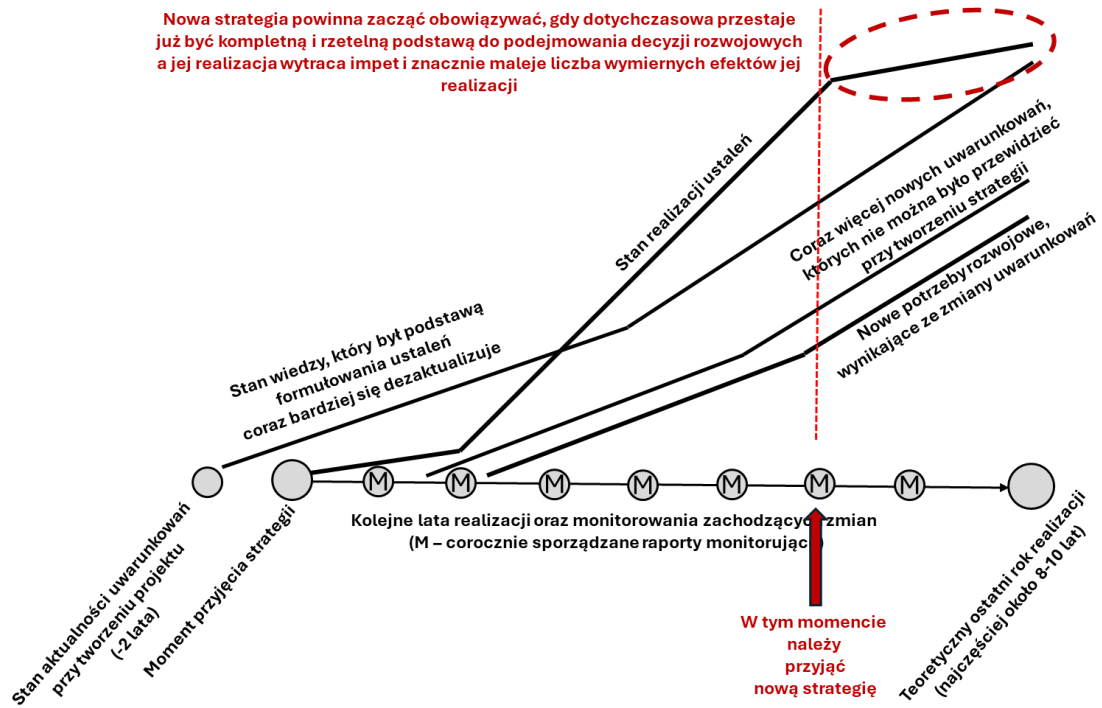 Nowa strategia powinna zacząć obowiązywać, gdy dotychczasowa przestaje
już być kompletną i rzetelną podstawą do podejmowania decyzji rozwojowych
a jej realizacja wytraca impet i znacznie maleje liczba wymiernych efektów jej
realizacji
Stan realizacji ustaleń
Coraz więcej nowych uwarunkowań,
których nie można było przewidzieć
przy tworzeniu strategii
Nowe potrzeby rozwojowe,
wynikające ze zmiany uwarunkowań
Stan wiedzy, który był podstawą
formułowania ustaleń
coraz bardziej się dezaktualizuje
M M M M M M M
Kolejne lata realizacji oraz monitorowania zachodzących zmian
(M – corocznie sporządzane raporty monitorujące)
Stan aktualności uwarunkowań
przy tworzeniu projektu
(-2 lata)
Moment przyjęcia strategii
W tym momencie
należy
przyjąć
nową strategię
Teoretyczny ostatni rok realizacji
(najczęściej około 8-10 lat)